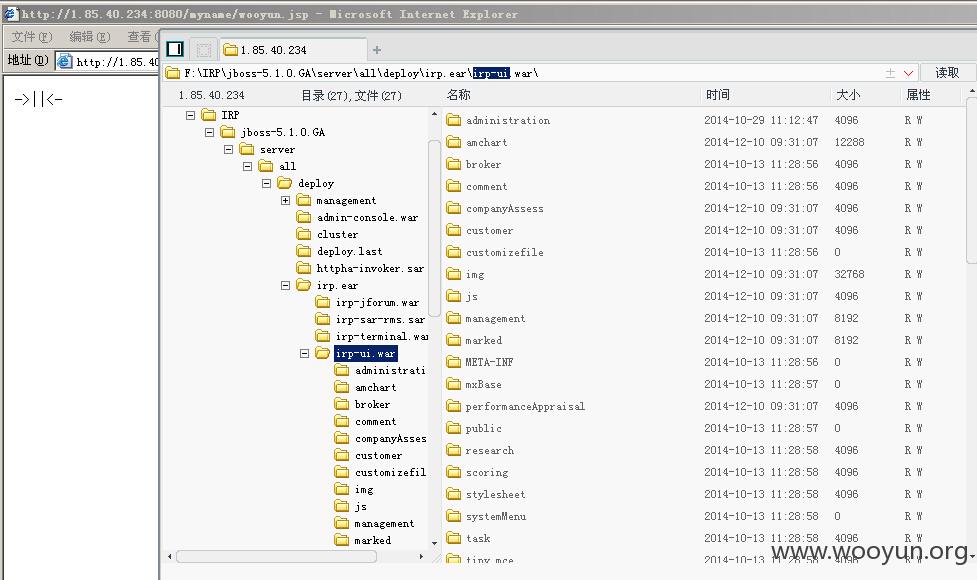 http://1.85.40.234:8080/myname/wooyun.jsp - Microsoft Internet Explorer
文件(F) 编辑(E) 查看
地址(D) http://1.85.40
->||<-
1.85.40.234
F:\IRP\jboss-5.1.0.GA\server\all\deploy\irp.ear\irp-ui.war\ 读取
1.85.40.234 目录(27),文件(27)
IRP
jboss-5.1.0.GA
server
all
deploy
management
admin-console.war
cluster
deploy.last
httpha-invoker.sar
irp.ear
irp-jforum.war
irp-sar-rms.sar
irp-terminal.war
irp-ui.war
administrati
amchart
broker
comment
companyAsses
customer
customizefil
img
js
management
marked
名称 时间 大小 属性
administration 2014-10-29 11:12:47 4096 R W
amchart 2014-12-10 09:31:07 12288 R W
broker 2014-10-13 11:28:56 4096 R W
comment 2014-10-13 11:28:56 4096 R W
companyAssess 2014-12-10 09:31:07 4096 R W
customer 2014-12-10 09:31:07 4096 R W
customizefile 2014-10-13 11:28:56 0 R W
img 2014-12-10 09:31:07 32768 R W
js 2014-12-10 09:31:07 4096 R W
management 2014-12-10 09:31:07 8192 R W
marked 2014-12-10 09:31:07 8192 R W
META-INF 2014-10-13 11:28:56 0 R W
mxBase 2014-10-13 11:28:57 0 R W
performanceAppraisal 2014-12-10 09:31:07 4096 R W
public 2014-10-13 11:28:57 0 R W
research 2014-10-13 11:28:58 4096 R W
scoring 2014-10-13 11:28:58 4096 R W
stylesheet 2014-10-13 11:28:58 4096 R W
systemMenu 2014-10-13 11:28:58 0 R W
task 2014-10-13 11:28:58 4096 R W
tiny_mce
www.wooyun.org